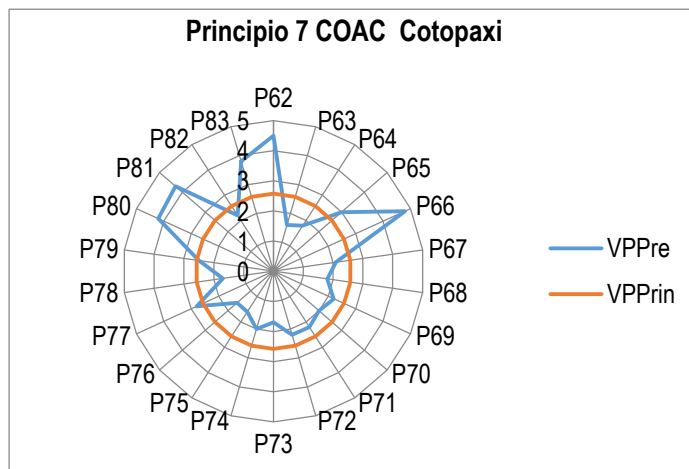 Principio 7 COAC  Cotopaxi
P62
P63
P64
P65
P66
P67
P68
P69
P70
P71
P72
P73
P74
P75
P76
P77
P78
P79
P80
P81
P82
P83
5
4
3
2
1
0
VPPre
VPPrin